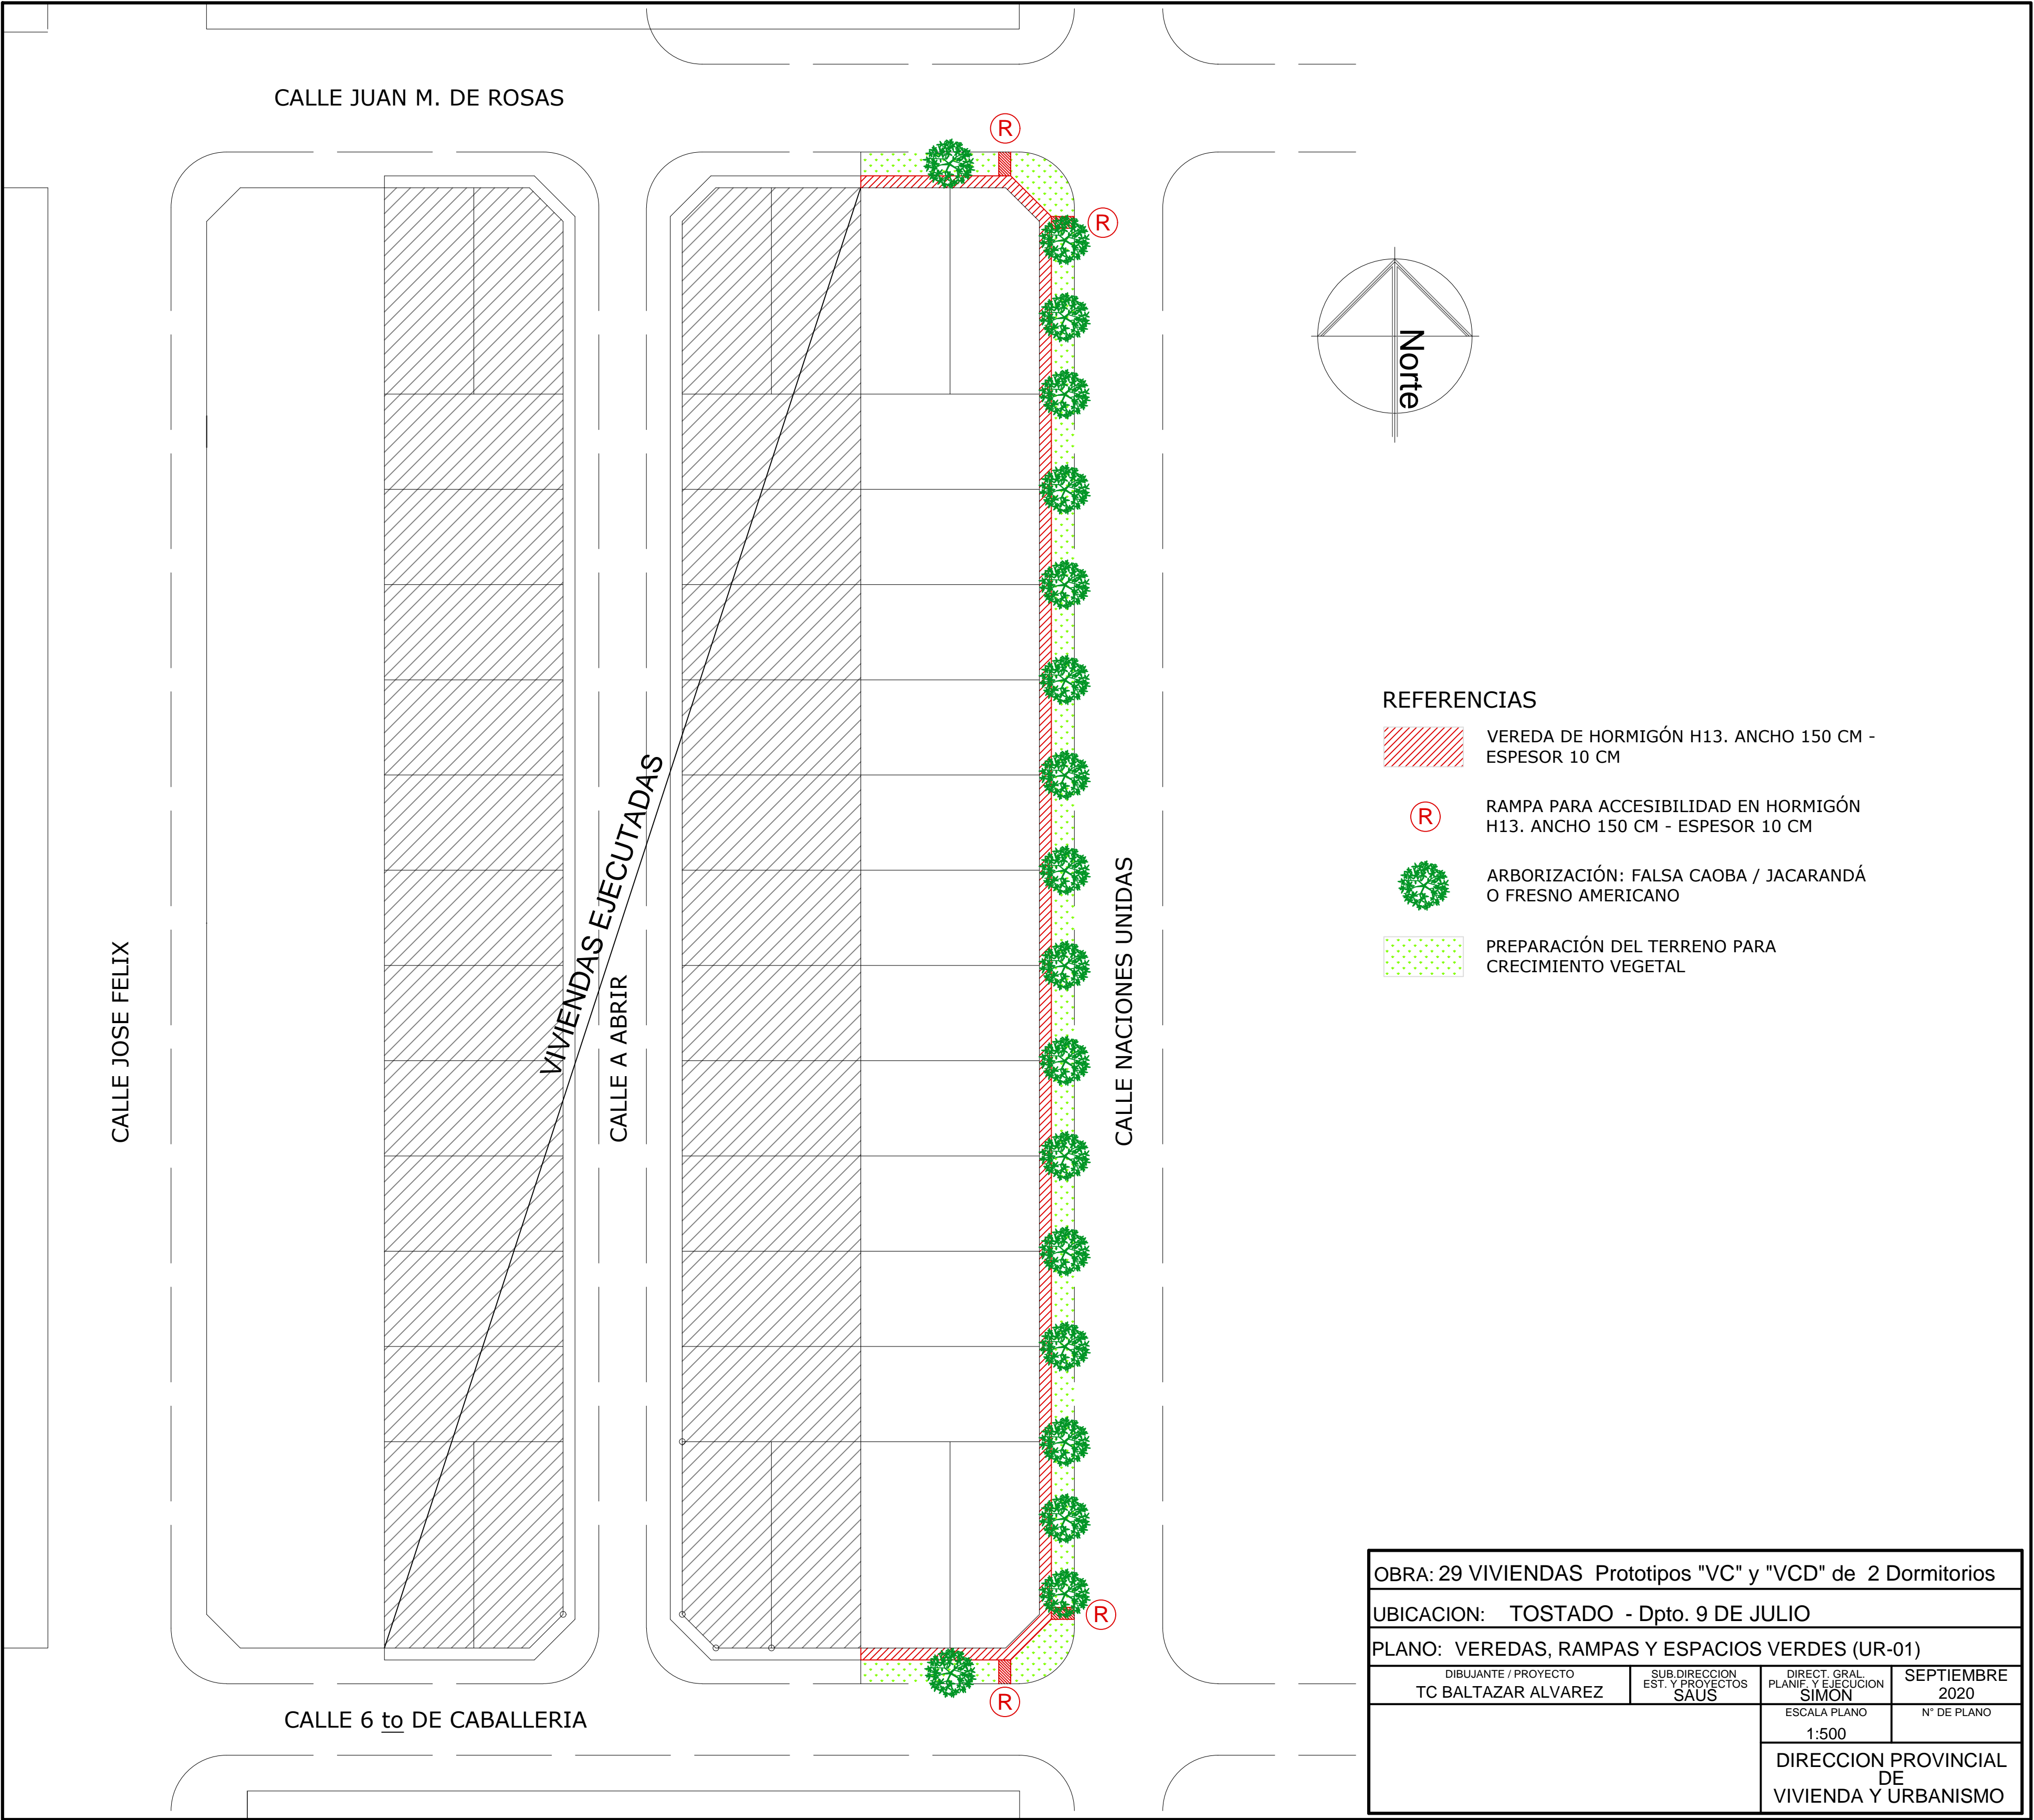 CALLE JUAN M. DE ROSAS
R
R
Norte
REFERENCIAS
VEREDA DE HORMIGÓN H13. ANCHO 150 CM -
ESPESOR 10 CM
R
RAMPA PARA ACCESIBILIDAD EN HORMIGÓN
H13. ANCHO 150 CM - ESPESOR 10 CM
ARBORIZACIÓN: FALSA CAOBA / JACARANDÁ
O FRESNO AMERICANO
PREPARACIÓN DEL TERRENO PARA
CRECIMIENTO VEGETAL
VIVIENDAS EJECUTADAS
CALLE JOSE FELIX
CALLE A ABRIR
CALLE NACIONES UNIDAS
R
R
CALLE 6 to DE CABALLERIA
OBRA: 29 VIVIENDAS Prototipos "VC" y "VCD" de 2 Dormitorios
UBICACION: TOSTADO - Dpto. 9 DE JULIO
PLANO: VEREDAS, RAMPAS Y ESPACIOS VERDES (UR-01)
DIBUJANTE / PROYECTO
TC BALTAZAR ALVAREZ
SUB.DIRECCION
EST. Y PROYECTOS
SAUS
DIRECT. GRAL.
PLANIF. Y EJECUCION
SIMON
SEPTIEMBRE
2020
ESCALA PLANO
1:500
N° DE PLANO
DIRECCION PROVINCIAL
DE
VIVIENDA Y URBANISMO